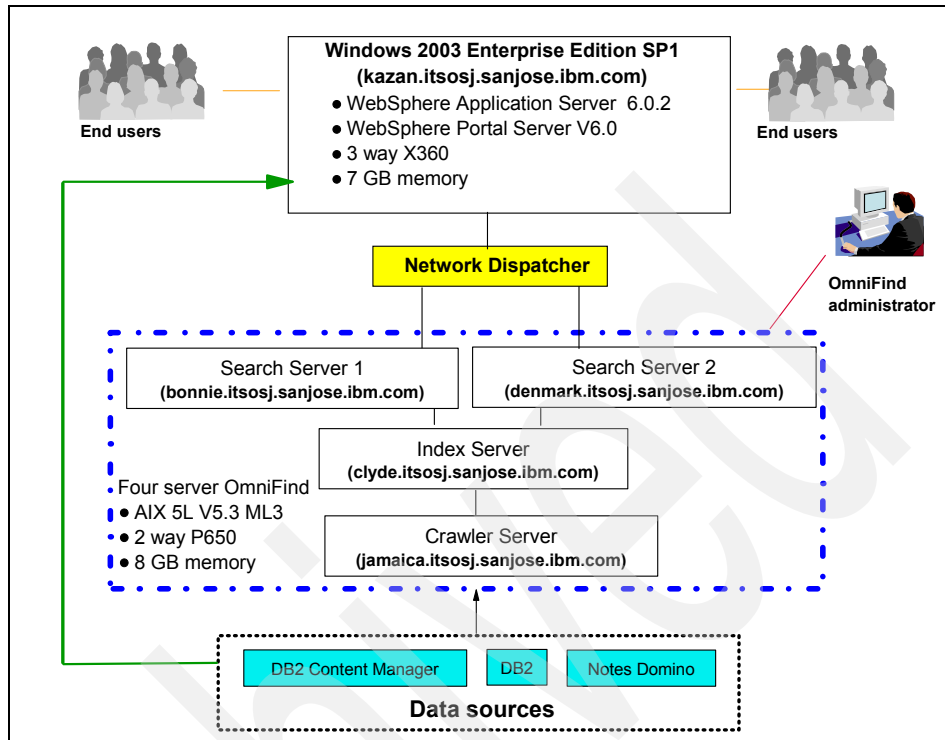 Windows 2003 Enterprise Edition SP1
(kazan.itsosj.sanjose.ibm.com)
● WebSphere Application Server 6.0.2
● WebSphere Portal Server V6.0
● 3 way X360
● 7 GB memory
End users
End users
Network Dispatcher
OmniFind
administrator
Search Server 1
(bonnie.itsosj.sanjose.ibm.com)
Search Server 2
(denmark.itsosj.sanjose.ibm.com)
Index Server
(clyde.itsosj.sanjose.ibm.com)
Four server OmniFind
● AIX 5L V5.3 ML3
● 2 way P650
● 8 GB memory
Crawler Server
(jamaica.itsosj.sanjose.ibm.com)
DB2 Content Manager
DB2
Notes Domino
Data sources